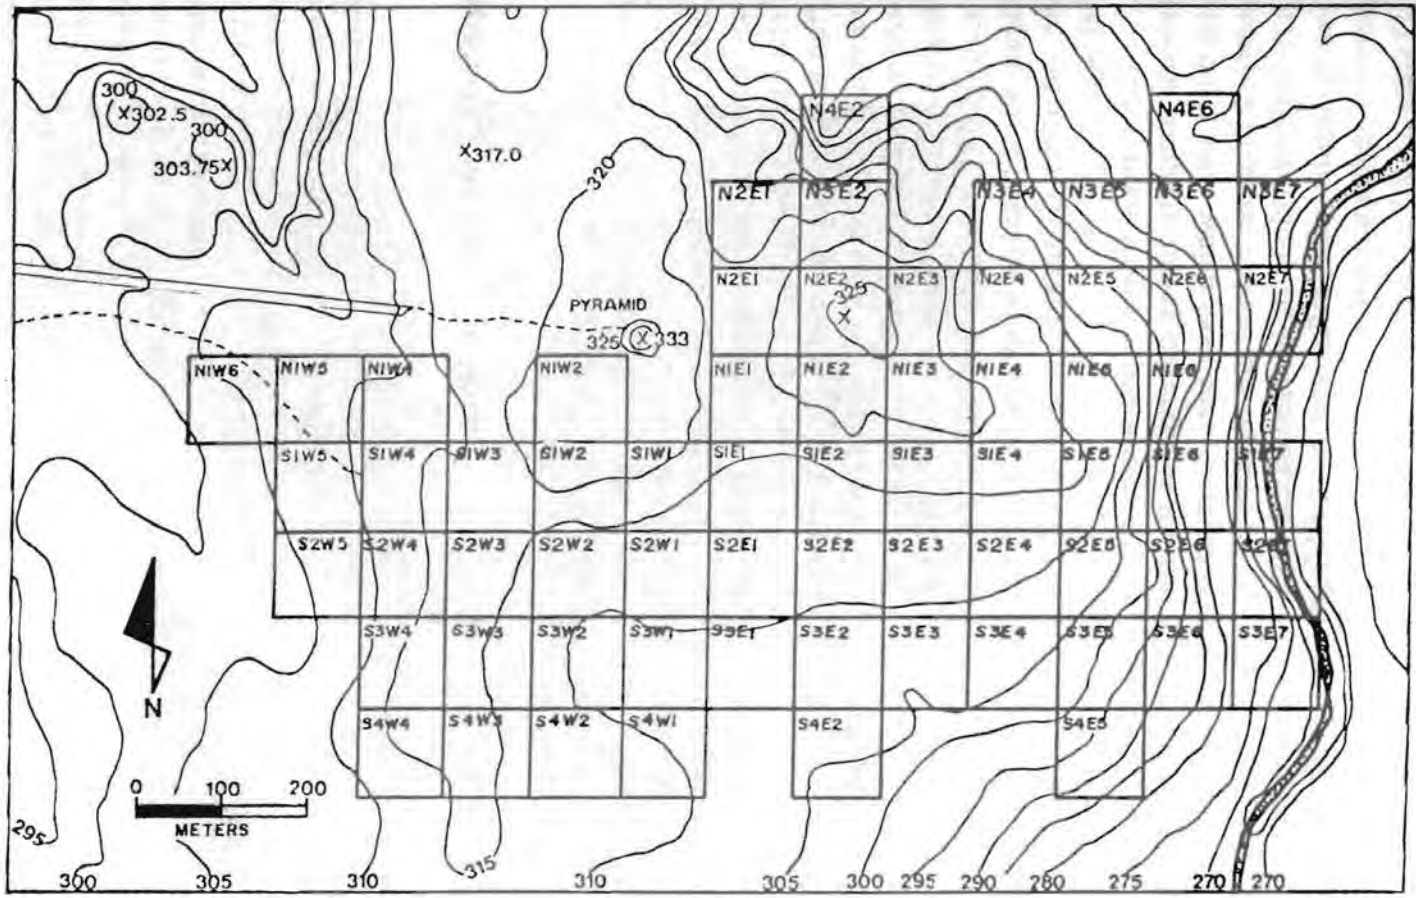 300
X302.5
300
303.75X
X317.0
320
N4E2
N4E6
N2E1 N3E2 N3E4 N3E5 N3E6 N3E7
N2E1 N2E2 N2E3 N2E4 N2E5 N2E6 N2E7
325
X
PYRAMID
325 X 333
N1W6 N1W5 N1W4 N1W2 N1E1 N1E2 N1E3 N1E4 N1E5 N1E6
S1W5 S1W4 S1W3 S1W2 S1W1 S1E1 S1E2 S1E3 S1E4 S1E5 S1E6 S1E7
S2W5 S2W4 S2W3 S2W2 S2W1 S2E1 S2E2 S2E3 S2E4 S2E5 S2E6 S2E7
S3W4 S3W3 S3W2 S3W1 S3E1 S3E2 S3E3 S3E4 S3E5 S3E6 S3E7
S4W4 S4W3 S4W2 S4W1 S4E2 S4E5
N
0 100 200
METERS
295
315
300 305 310 310 305 300 295 290 280 275 270 270